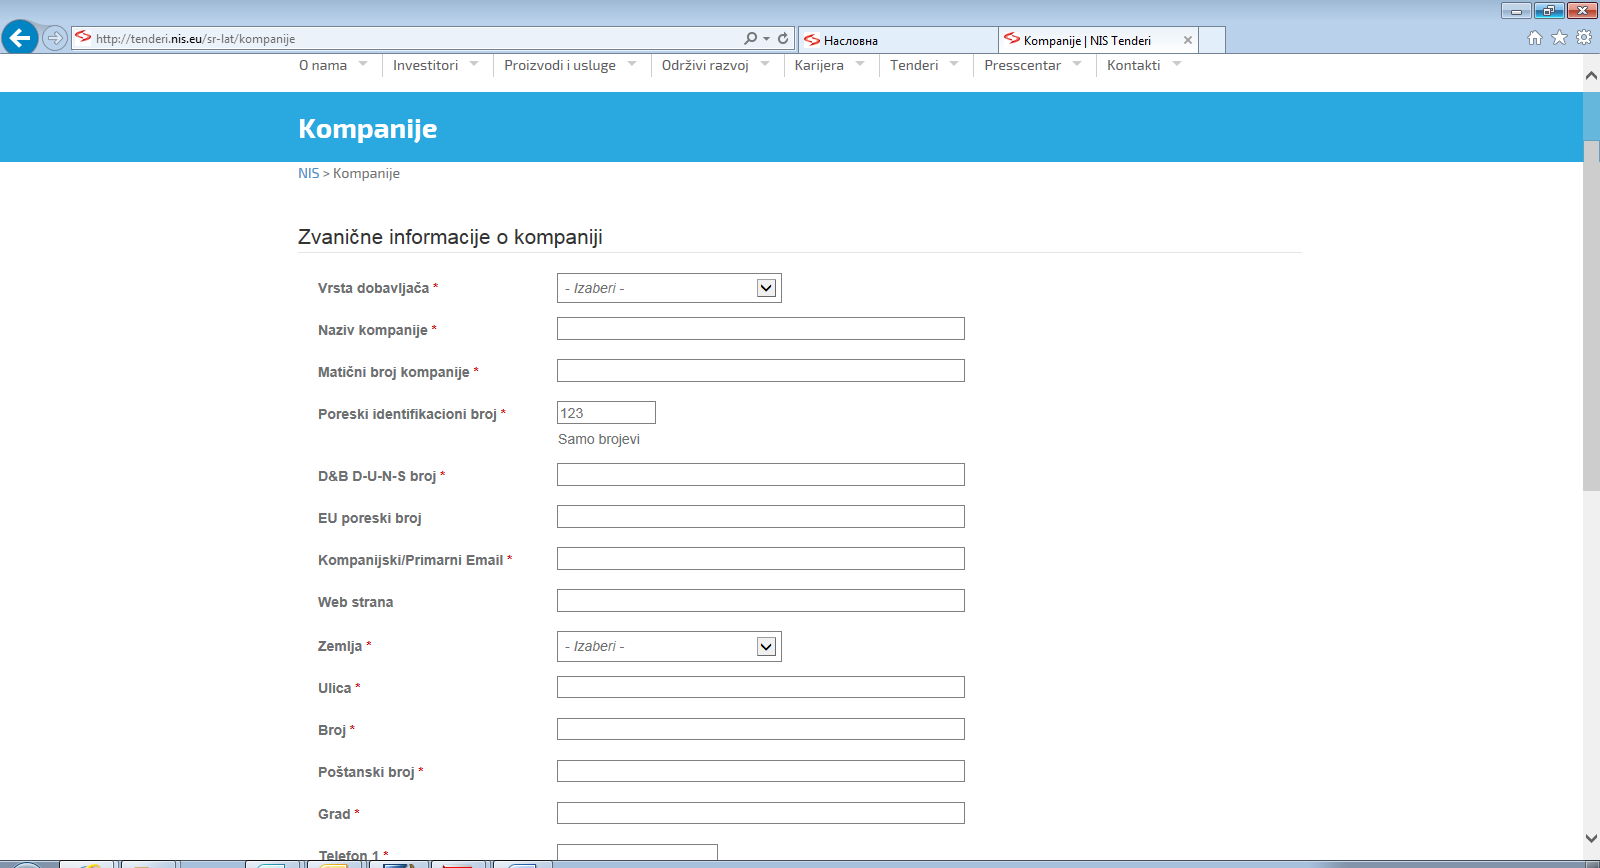 http://tenderi.nis.eu/sr-lat/kompanije
Насловна
Kompanije | NIS Tenderi
O nama Investitori Proizvodi i usluge Održivi razvoj Karijera Tenderi Presscentar Kontakti
Kompanije
NIS > Kompanije
Zvanične informacije o kompaniji
Vrsta dobavljača * - Izaberi -
Naziv kompanije *
Matični broj kompanije *
Poreski identifikacioni broj * 123
Samo brojevi
D&B D-U-N-S broj *
EU poreski broj
Kompanijski/Primarni Email *
Web strana
Zemlja * - Izaberi -
Ulica *
Broj *
Poštanski broj *
Grad *
Telefon 1 *